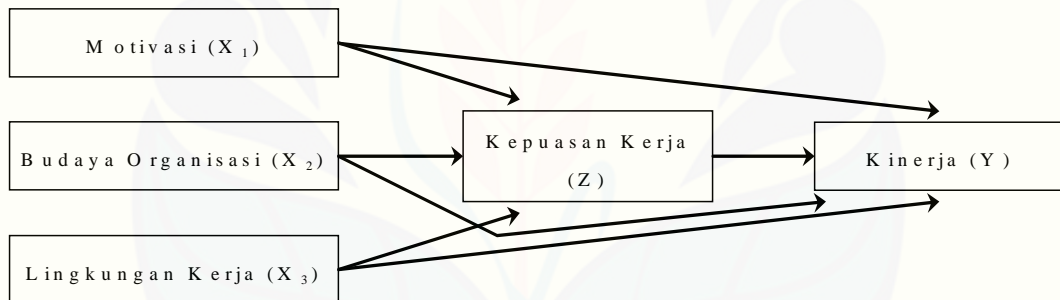 Motivasi (X₁)
Budaya Organisasi (X₂)
Kepuasan Kerja
(Z)
Kinerja (Y)
Lingkungan Kerja (X₃)